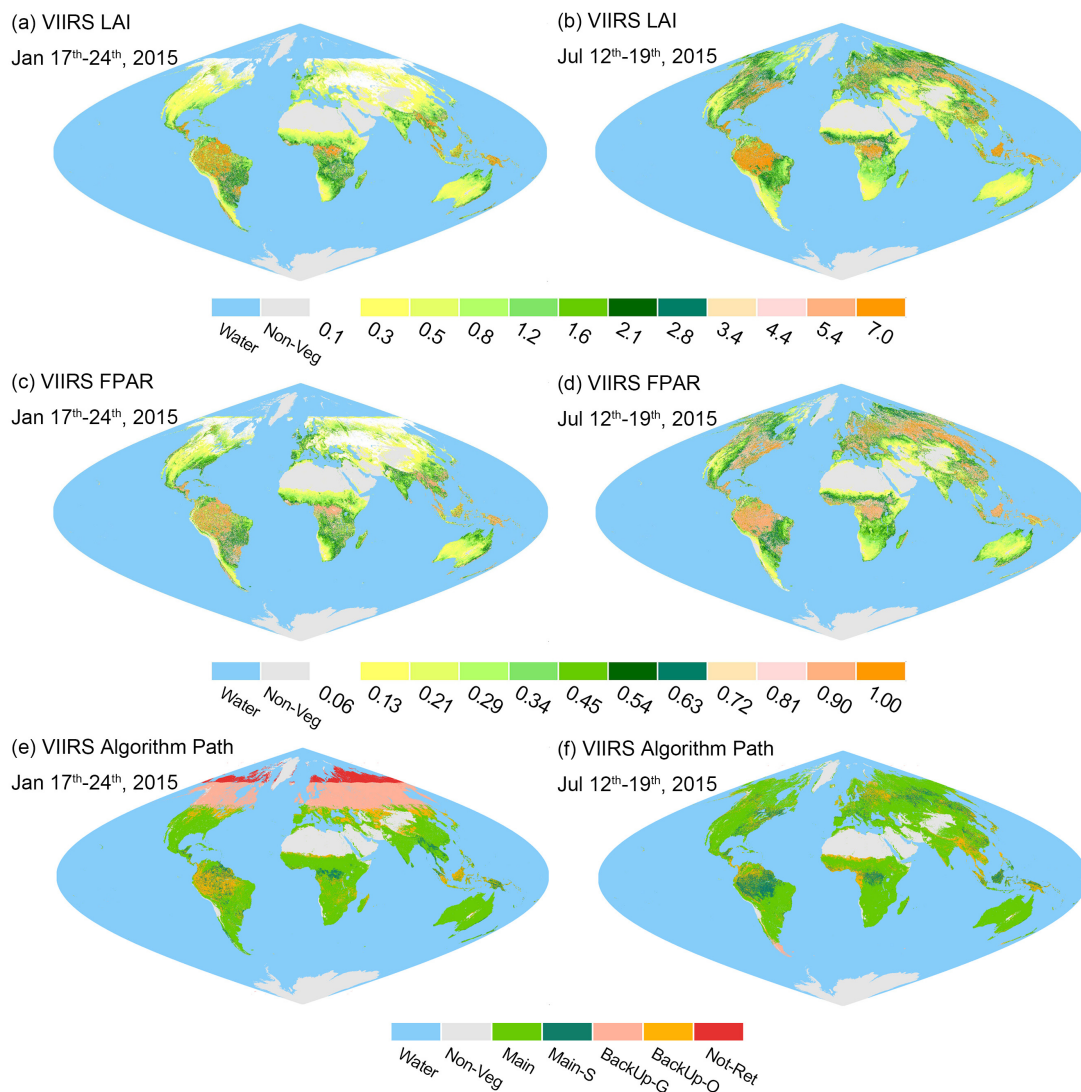 (a) VIIRS LAI
Jan 17th-24th, 2015
(b) VIIRS LAI
Jul 12th-19th, 2015
Water Non-Veg 0.1 0.3 0.5 0.8 1.2 1.6 2.1 2.8 3.4 4.4 5.4 7.0
(c) VIIRS FPAR
Jan 17th-24th, 2015
(d) VIIRS FPAR
Jul 12th-19th, 2015
Water Non-Veg 0.06 0.13 0.21 0.29 0.34 0.45 0.54 0.63 0.72 0.81 0.90 1.00
(e) VIIRS Algorithm Path
Jan 17th-24th, 2015
(f) VIIRS Algorithm Path
Jul 12th-19th, 2015
Water Non-Veg Main Main-S BackUp-G BackUp-O Not-Ret